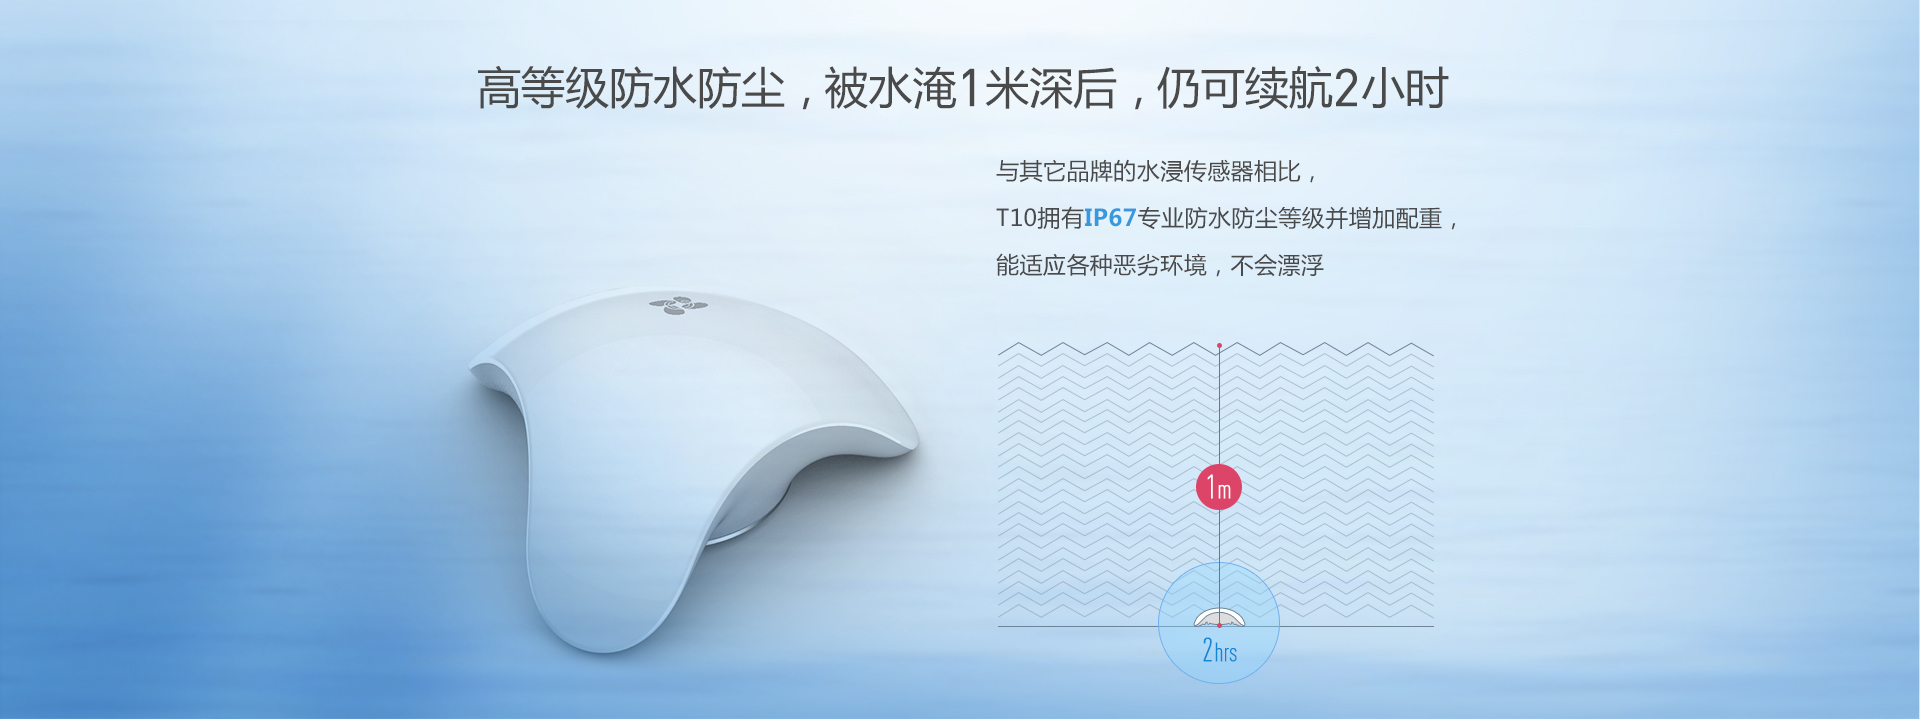 高等级防水防尘，被水淹1米深后，仍可续航2小时
与其它品牌的水浸传感器相比，
T10拥有IP67专业防水防尘等级并增加配重，
能适应各种恶劣环境，不会漂浮
1m
2hrs